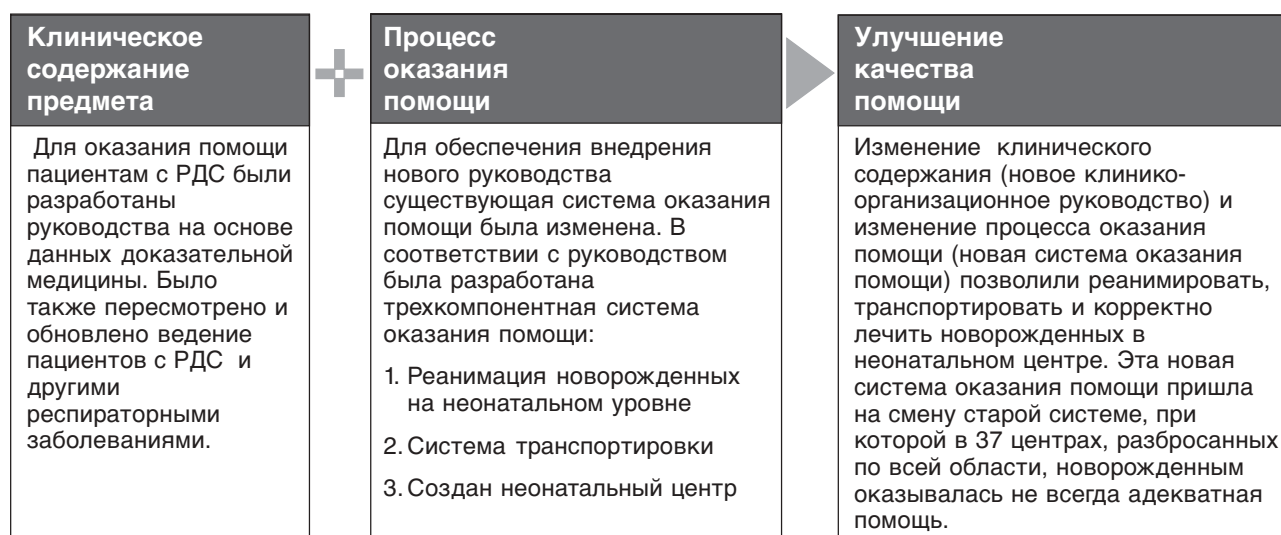 Клиническое
содержание
предмета
Для оказания помощи
пациентам с РДС были
разработаны
руководства на основе
данных доказательной
медицины. Было
также пересмотрено и
обновлено ведение
пациентов с РДС и
другими
респираторными
заболеваниями.
Процесс
оказания
помощи
Для обеспечения внедрения
нового руководства
существующая система оказания
помощи была изменена. В
соответствии с руководством
была разработана
трехкомпонентная система
оказания помощи:
1. Реанимация новорожденных
на неонатальном уровне
2. Система транспортировки
3. Создан неонатальный центр
Улучшение
качества
помощи
Изменение клинического
содержания (новое клинико-
организационное руководство) и
изменение процесса оказания
помощи (новая система оказания
помощи) позволили реанимировать,
транспортировать и корректно
лечить новорожденных в
неонатальном центре. Эта новая
система оказания помощи пришла
на смену старой системе, при
которой в 37 центрах, разбросанных
по всей области, новорожденным
оказывалась не всегда адекватная
помощь.